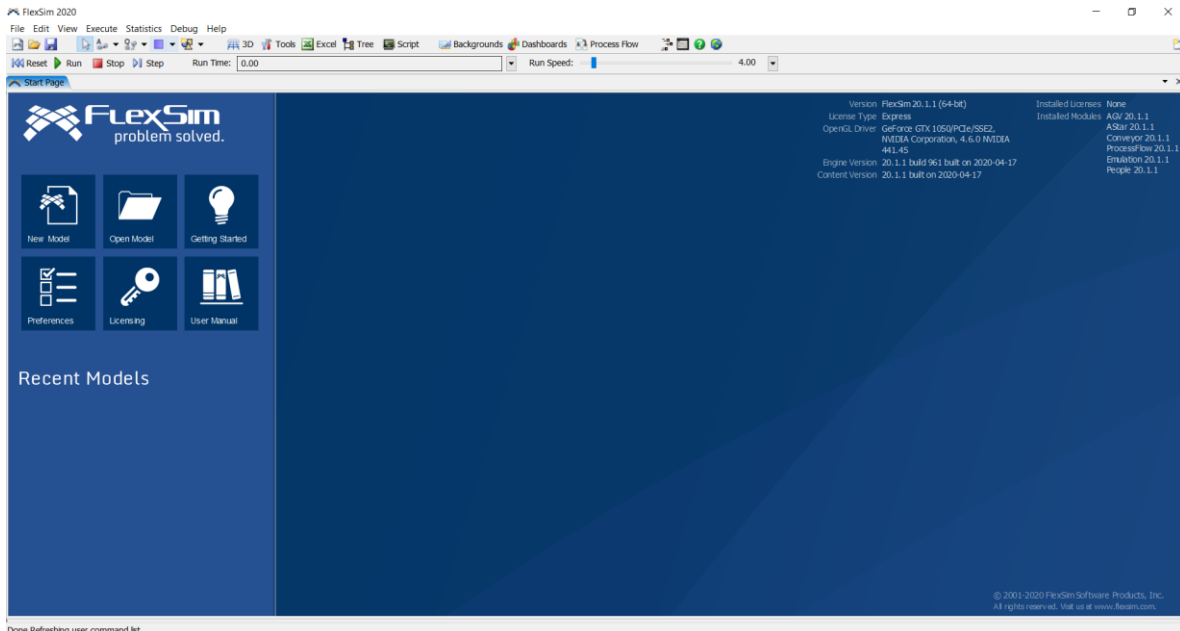 FlexSim 2020
File Edit View Execute Statistics Debug Help
3D Tools Excel Tree Script Backgrounds Dashboards Process Flow
Reset Run Stop Step Run Time: 0.00 Run Speed: 4.00
Start Page
FLEXSIM
problem solved.
Version FlexSim 20.1.1 (64-bit)
License Type Express
OpenGL Driver GeForce GTX 1050/PCIe/SSE2,
NVIDIA Corporation, 4.6.0 NVIDIA
441.45
Engine Version 20.1.1 build 961 built on 2020-04-17
Content Version 20.1.1 built on 2020-04-17
Installed Licenses None
Installed Modules AGV 20.1.1
AStar 20.1.1
Conveyor 20.1.1
ProcessFlow 20.1.1
Emulation 20.1.1
People 20.1.1
New Model Open Model Getting Started
Preferences Licensing User Manual
Recent Models
© 2001-2020 FlexSim Software Products, Inc.
All rights reserved. Visit us at www.flexsim.com.
Done Refreshing user command list